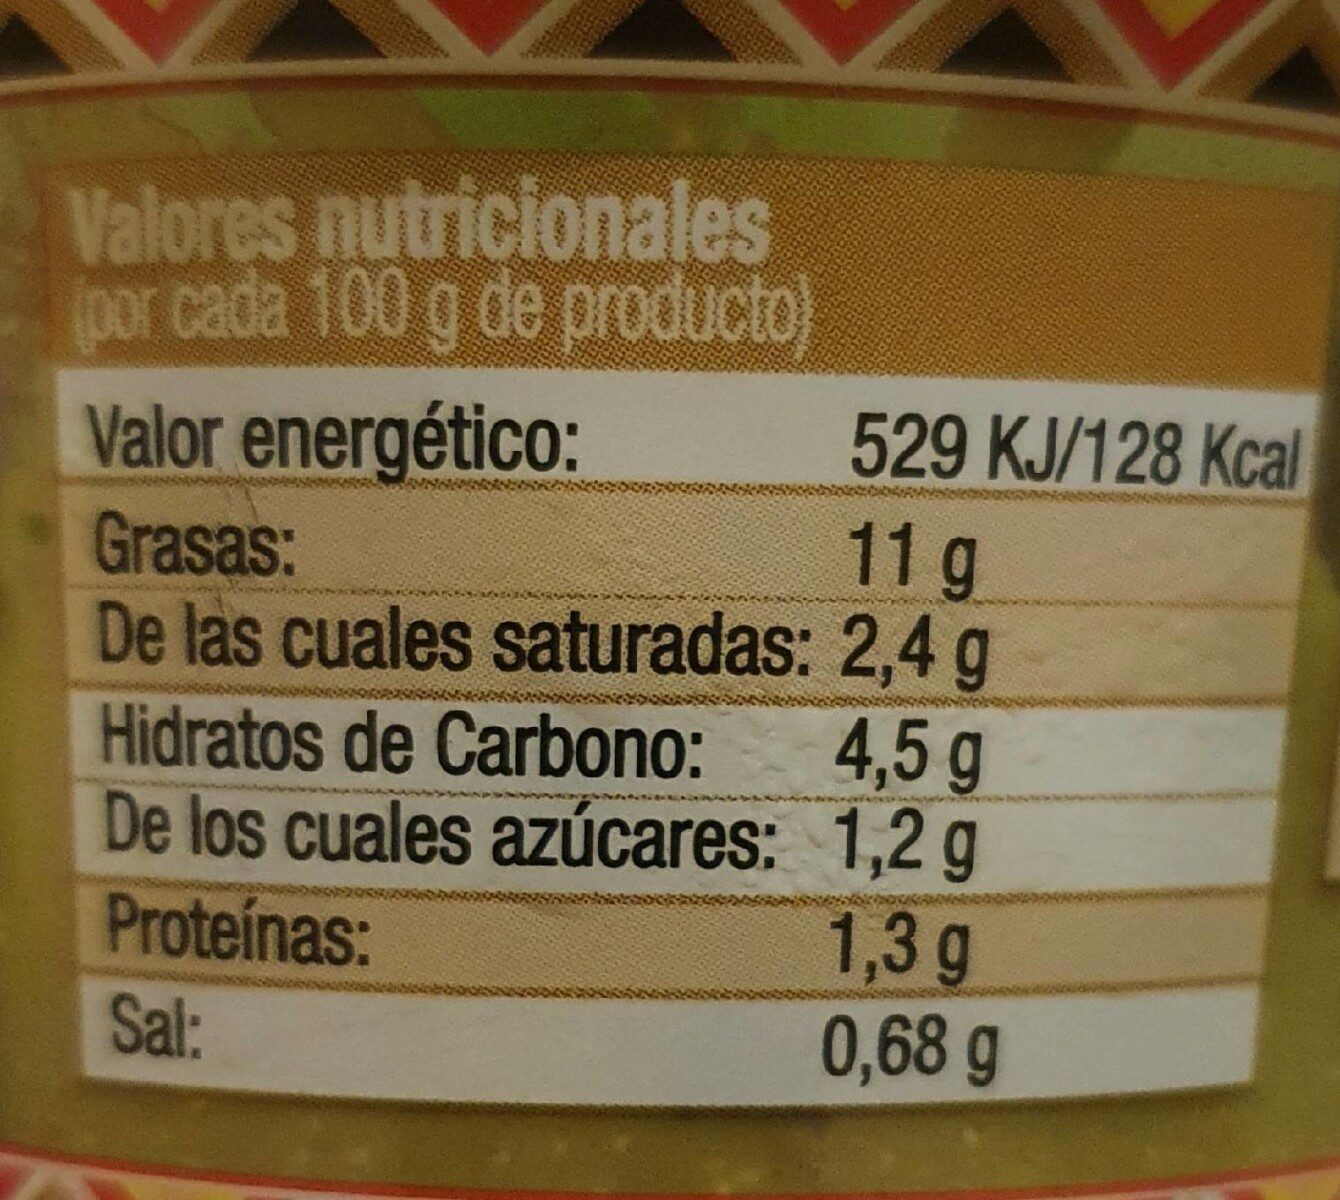 Valores nutricionales
(por cada 100 g de producto)
Valor energético: 529 KJ/128 Kcal
Grasas: 11 g
De las cuales saturadas: 2,4 g
Hidratos de Carbono: 4,5 g
De los cuales azúcares: 1,2 g
Proteínas: 1,3 g
Sal: 0,68 g